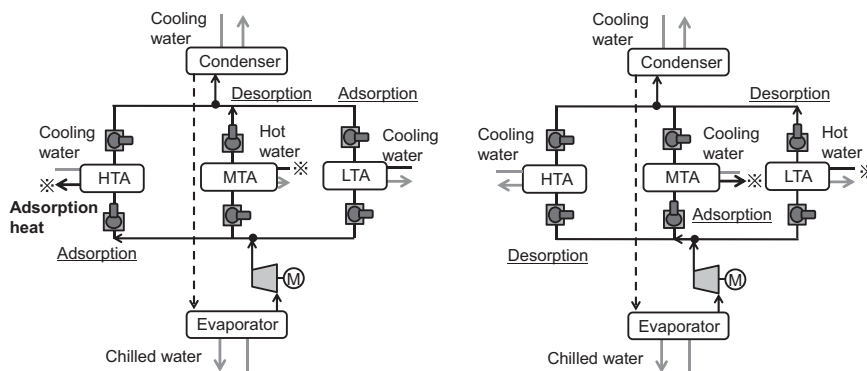 Cooling
water
Condenser
Desorption
Adsorption
Cooling
water
Hot
water
Cooling
water
※
※
HTA
MTA
LTA
Adsorption
heat
Adsorption
M
Evaporator
Chilled water
Cooling
water
Condenser
Desorption
Cooling
water
Cooling
water
Hot
water
※
※
HTA
MTA
LTA
Adsorption
Desorption
M
Evaporator
Chilled water